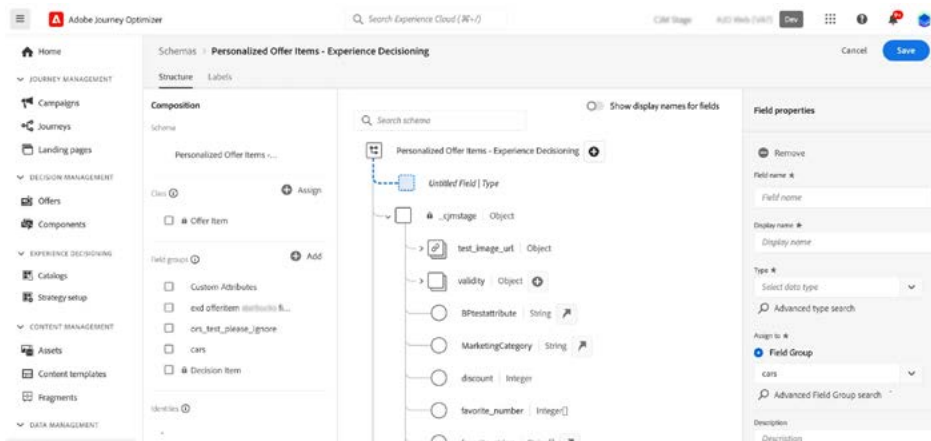 Adobe Journey Optimizer
Search Experience Cloud (⌘+/)
CJM Stage
Dev
Home
JOURNEY MANAGEMENT
Campaigns
Journeys
Landing pages
DECISION MANAGEMENT
Offers
Components
EXPERIENCE DECISIONING
Catalogs
Strategy setup
CONTENT MANAGEMENT
Assets
Content templates
Fragments
DATA MANAGEMENT
Schemas > Personalized Offer Items - Experience Decisioning
Cancel
Save
Structure Labels
Composition
Schema
Personalized Offer Items -...
Class
Assign
Offer Item
Field groups
Add
Custom Attributes
exd offeritem
ors_test_please_ignore
cars
Decision Item
Identities
Show display names for fields
Search schema
Personalized Offer Items - Experience Decisioning
Untitled Field | Type
_cjmstage | Object
test_image_url | Object
validity | Object
BPtestattribute | String
MarketingCategory | String
discount | Integer
favorite_number | Integer[]
Field properties
Remove
Field name *
Field name
Display name *
Display name
Type *
Select data type
Advanced type search
Assign to *
Field Group
cars
Advanced Field Group search
Description
Description